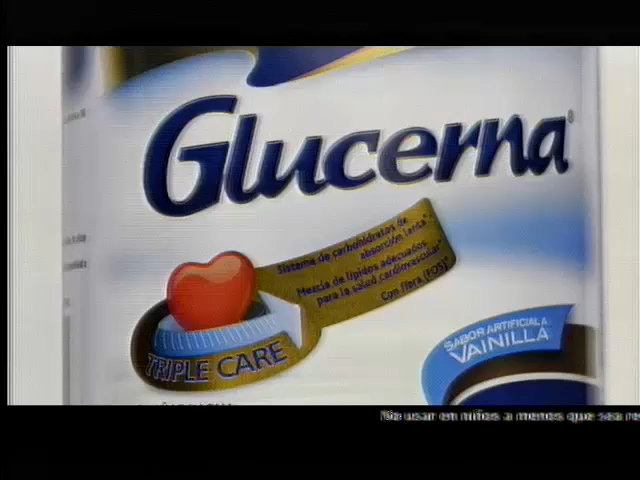 Glucerna®
Sistema de carbohidratos de
absorción lenta*
Mezcla de lípidos adecuados
para la salud cardiovascular*
Con fibra (FOS)*
TRIPLE CARE
SABOR ARTIFICIAL A
VAINILLA
No usar en niños a menos que sea re